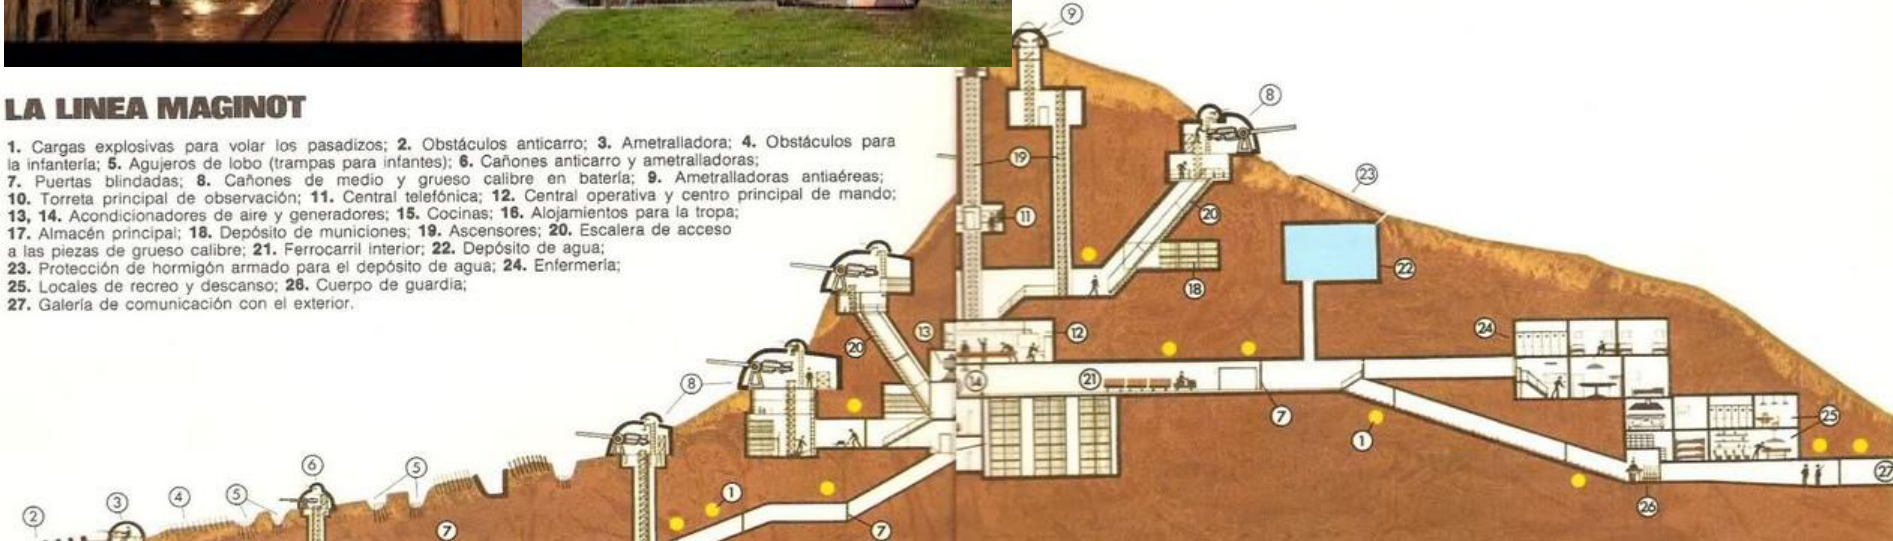 LA LINEA MAGINOT
1. Cargas explosivas para volar los pasadizos; 2. Obstáculos anticarro; 3. Ametralladora; 4. Obstáculos para
la infantería; 5. Agujeros de lobo (trampas para infantes); 6. Cañones anticarro y ametralladoras;
7. Puertas blindadas; 8. Cañones de medio y grueso calibre en batería; 9. Ametralladoras antiaéreas;
10. Torreta principal de observación; 11. Central telefónica; 12. Central operativa y centro principal de mando;
13, 14. Acondicionadores de aire y generadores; 15. Cocinas; 16. Alojamientos para la tropa;
17. Almacén principal; 18. Depósito de municiones; 19. Ascensores; 20. Escalera de acceso
a las piezas de grueso calibre; 21. Ferrocarril interior; 22. Depósito de agua;
23. Protección de hormigón armado para el depósito de agua; 24. Enfermería;
25. Locales de recreo y descanso; 26. Cuerpo de guardia;
27. Galería de comunicación con el exterior.
9
8
19
23
11
20
22
18
24
13
12
20
14
21
8
7
25
1
6
5
27
4
5
1
3
26
2
7
7